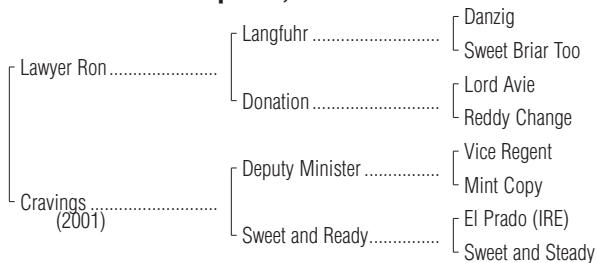 Danzig
Langfuhr ......................
Sweet Briar Too
Lawyer Ron ........................
Lord Avie
Donation ............................
Reddy Change
Vice Regent
Deputy Minister ................
Mint Copy
Cravings ............................
(2001)
El Prado (IRE)
Sweet and Ready...............
Sweet and Steady